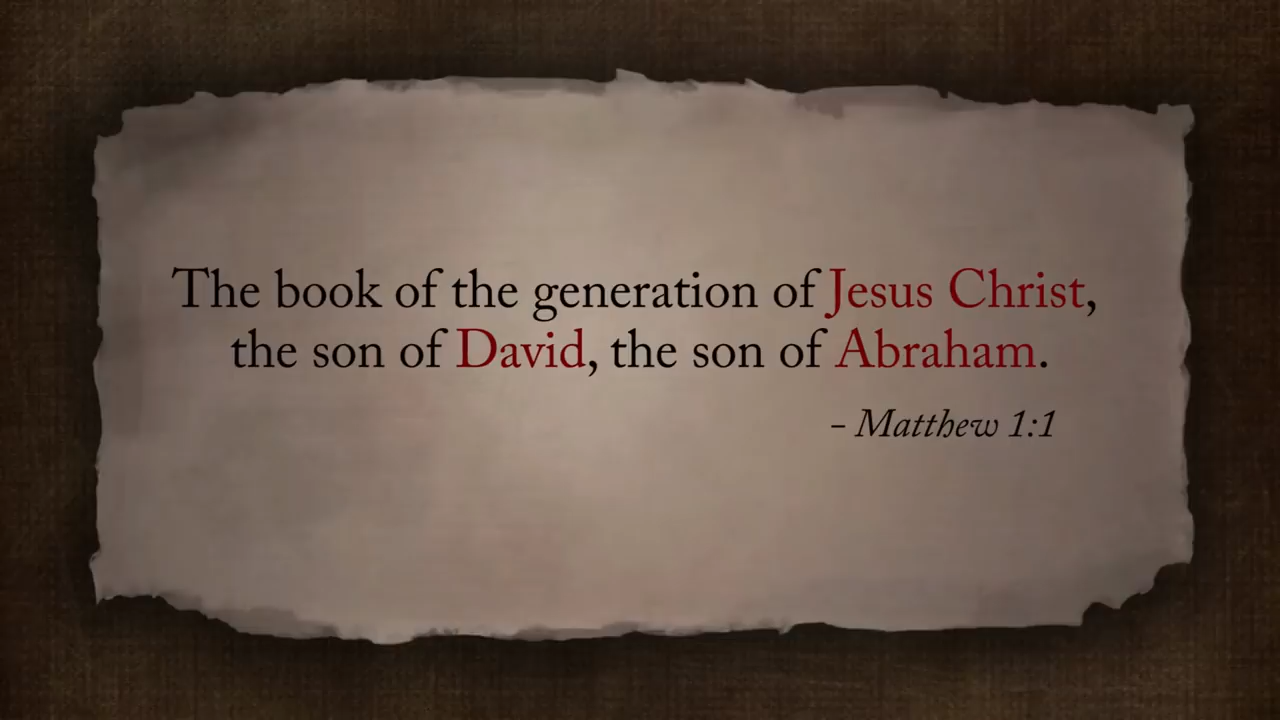 The book of the generation of Jesus Christ,
the son of David, the son of Abraham.
– Matthew 1:1